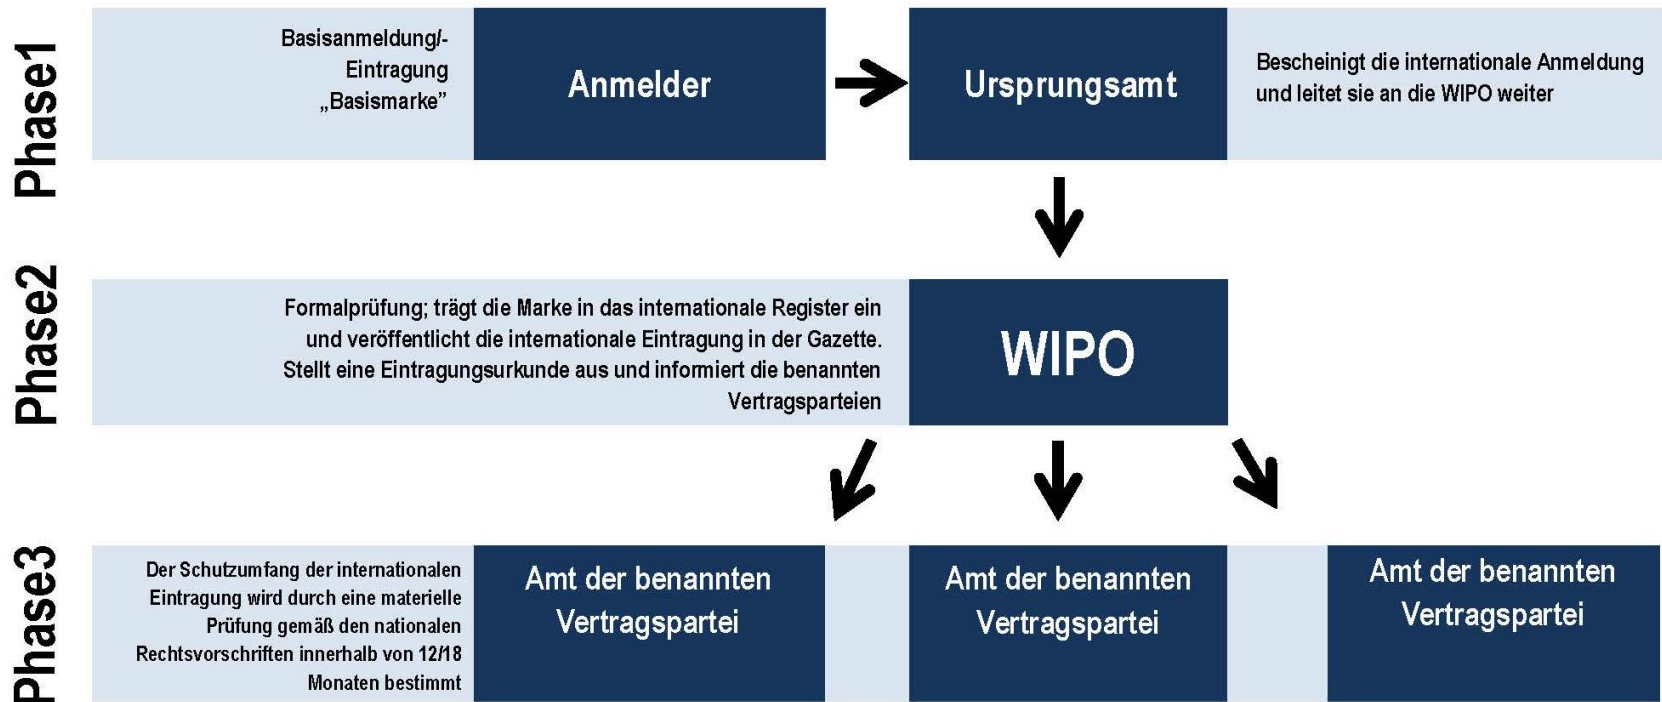 Phase1
Basisanmeldung/-
Eintragung
„Basismarke”
Anmelder
Ursprungsamt
Bescheinigt die internationale Anmeldung
und leitet sie an die WIPO weiter
Phase2
Formalprüfung; trägt die Marke in das internationale Register ein
und veröffentlicht die internationale Eintragung in der Gazette.
Stellt eine Eintragungsurkunde aus und informiert die benannten
Vertragsparteien
WIPO
Phase3
Der Schutzumfang der internationalen
Eintragung wird durch eine materielle
Prüfung gemäß den nationalen
Rechtsvorschriften innerhalb von 12/18
Monaten bestimmt
Amt der benannten
Vertragspartei
Amt der benannten
Vertragspartei
Amt der benannten
Vertragspartei